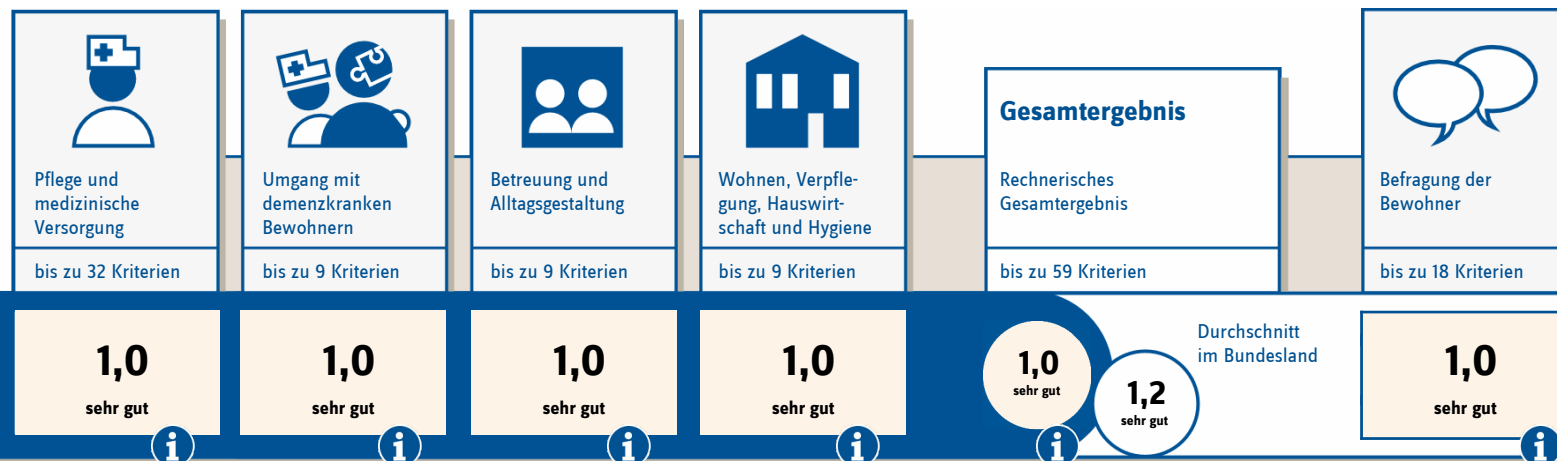 Pflege und
medizinische
Versorgung
bis zu 32 Kriterien
1,0
sehr gut
i
Umgang mit
demenzkranken
Bewohnern
bis zu 9 Kriterien
1,0
sehr gut
i
Betreuung und
Alltagsgestaltung
bis zu 9 Kriterien
1,0
sehr gut
i
Wohnen, Verpfle-
gung, Hauswirt-
schaft und Hygiene
bis zu 9 Kriterien
1,0
sehr gut
i
Gesamtergebnis
Rechnerisches
Gesamtergebnis
bis zu 59 Kriterien
1,0
sehr gut
i
1,2
sehr gut
Durchschnitt
im Bundesland
Befragung der
Bewohner
bis zu 18 Kriterien
1,0
sehr gut
i